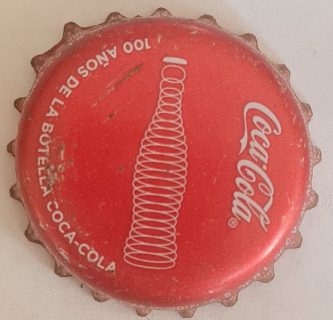 Coca-Cola®
100 AÑOS DE LA BOTELLA COCA-COLA